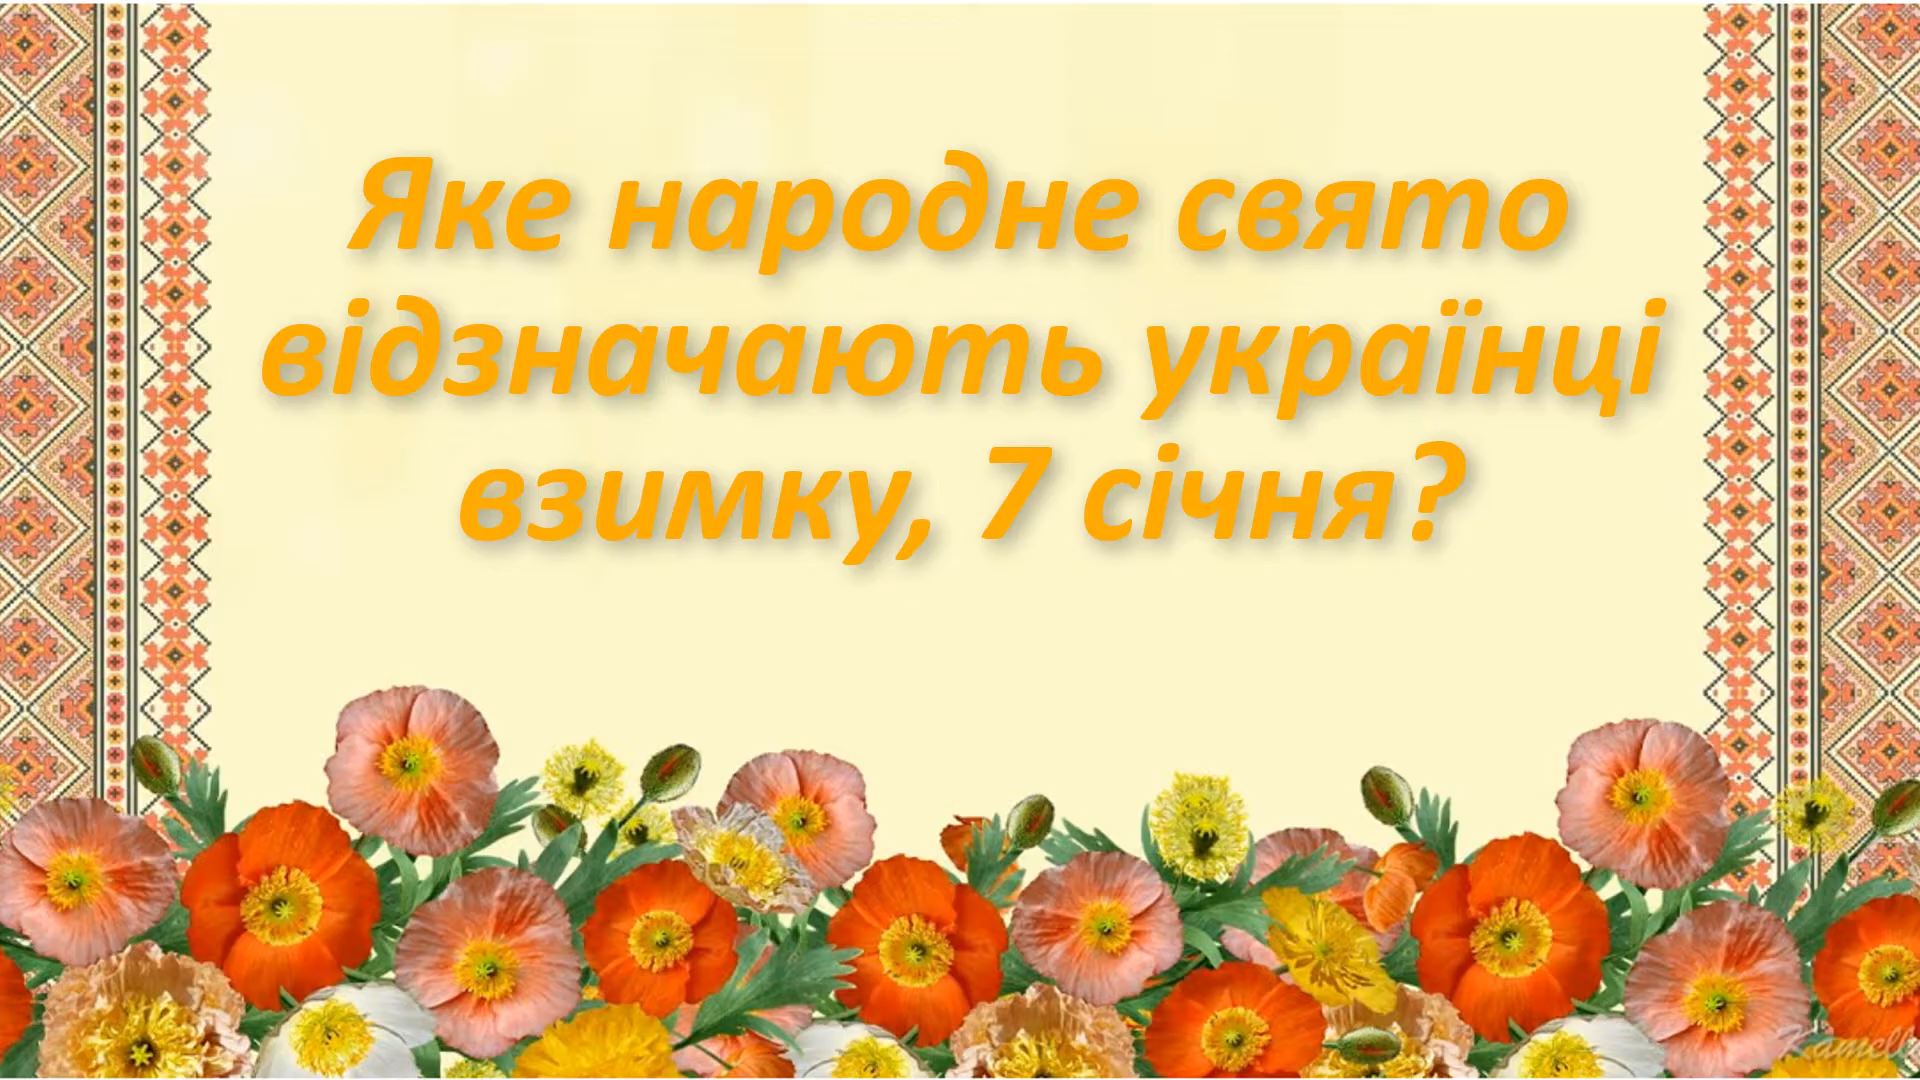 Яке народне свято
відзначають українці
взимку, 7 січня?